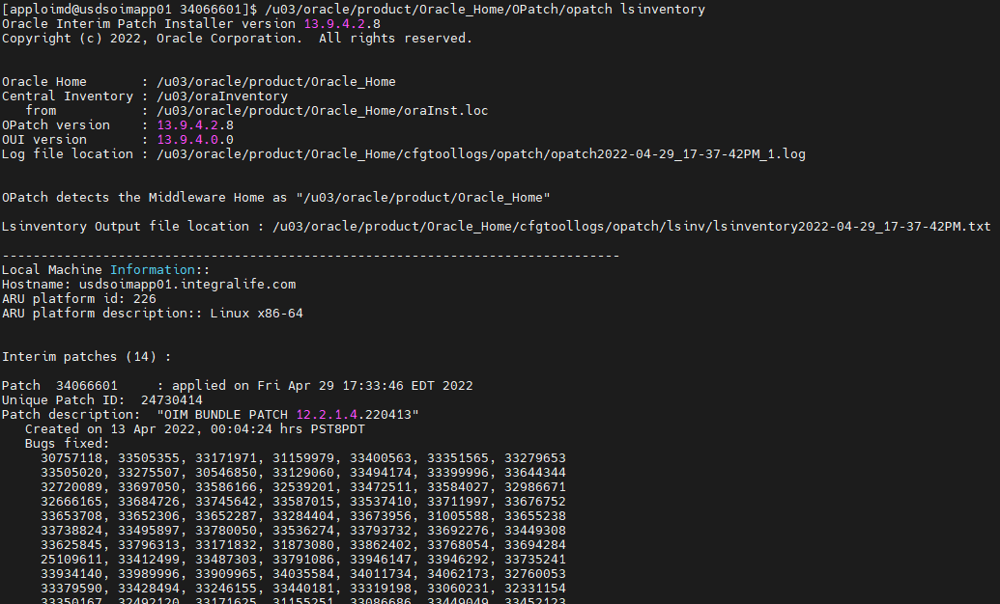 [apploimd@usdsoimapp01 34066601]$ /u03/oracle/product/Oracle_Home/OPatch/opatch lsinventory
Oracle Interim Patch Installer version 13.9.4.2.8
Copyright (c) 2022, Oracle Corporation.  All rights reserved.
Oracle Home       : /u03/oracle/product/Oracle_Home
Central Inventory : /u03/oraInventory
   from           : /u03/oracle/product/Oracle_Home/oraInst.loc
OPatch version    : 13.9.4.2.8
OUI version       : 13.9.4.0.0
Log file location : /u03/oracle/product/Oracle_Home/cfgtoollogs/opatch/opatch2022-04-29_17-37-42PM_1.log
OPatch detects the Middleware Home as "/u03/oracle/product/Oracle_Home"
Lsinventory Output file location : /u03/oracle/product/Oracle_Home/cfgtoollogs/opatch/lsinv/lsinventory2022-04-29_17-37-42PM.txt
--------------------------------------------------------------------------------
Local Machine Information::
Hostname: usdsoimapp01.integralife.com
ARU platform id: 226
ARU platform description:: Linux x86-64
Interim patches (14) :
Patch  34066601     : applied on Fri Apr 29 17:33:46 EDT 2022
Unique Patch ID:  24730414
Patch description:  "OIM BUNDLE PATCH 12.2.1.4.220413"
   Created on 13 Apr 2022, 00:04:24 hrs PST8PDT
   Bugs fixed:
     30757118, 33505355, 33171971, 31159979, 33400563, 33351565, 33279653
     33505020, 33275507, 30546850, 33129060, 33494174, 33399996, 33644344
     32720089, 33697050, 33586166, 32539201, 33472511, 33584027, 32986671
     32666165, 33684726, 33745642, 33587015, 33537410, 33711997, 33676752
     33653708, 33652306, 33652287, 33284404, 33673956, 31005588, 33655238
     33738824, 33495897, 33780050, 33536274, 33793732, 33692276, 33449308
     33625845, 33796313, 33171832, 31873080, 33862402, 33768054, 33694284
     25109611, 33412499, 33487303, 33791086, 33946147, 33946292, 33735241
     33934140, 33989996, 33909965, 34035584, 34011734, 34062173, 32760053
     33379590, 33428494, 33246155, 33440181, 33319198, 33060231, 32331154
     33350167, 32492120, 33171625, 31155251, 33086686, 33449049, 33452123